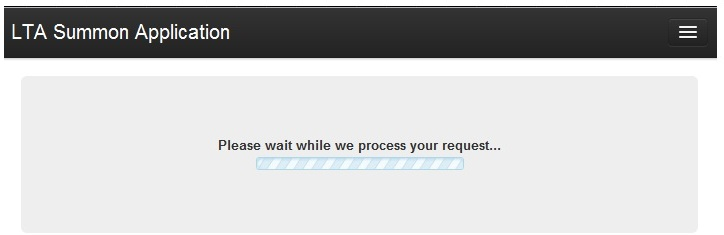 LTA Summon Application
Please wait while we process your request...